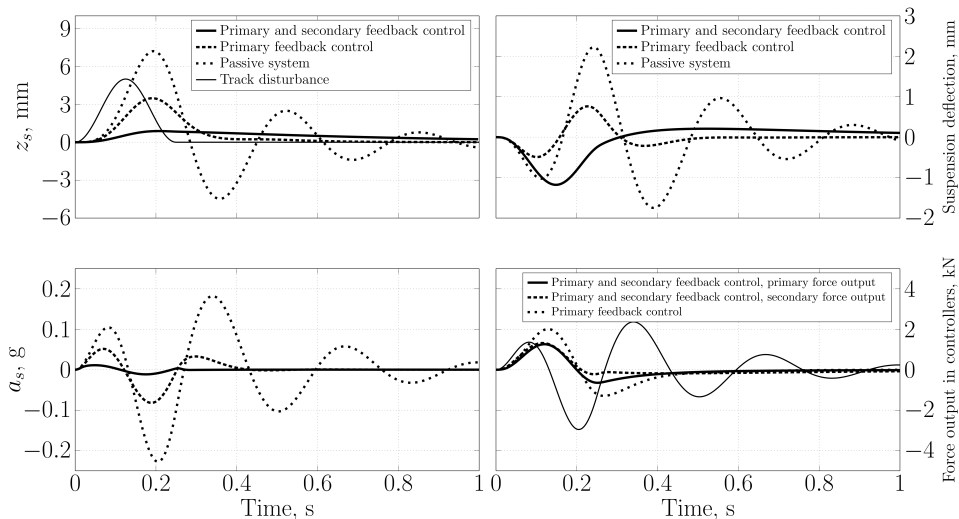 9
6
3
0
−3
−6
z_s, mm
Primary and secondary feedback control
Primary feedback control
Passive system
Track disturbance
3
2
1
0
−1
−2
Suspension deflection, mm
Primary and secondary feedback control
Primary feedback control
Passive system
0.2
0.1
0
−0.1
−0.2
a_s, g
0 0.2 0.4 0.6 0.8 1
Time, s
4
2
0
−2
−4
Force output in controllers, kN
Primary and secondary feedback control, primary force output
Primary and secondary feedback control, secondary force output
Primary feedback control
0 0.2 0.4 0.6 0.8 1
Time, s